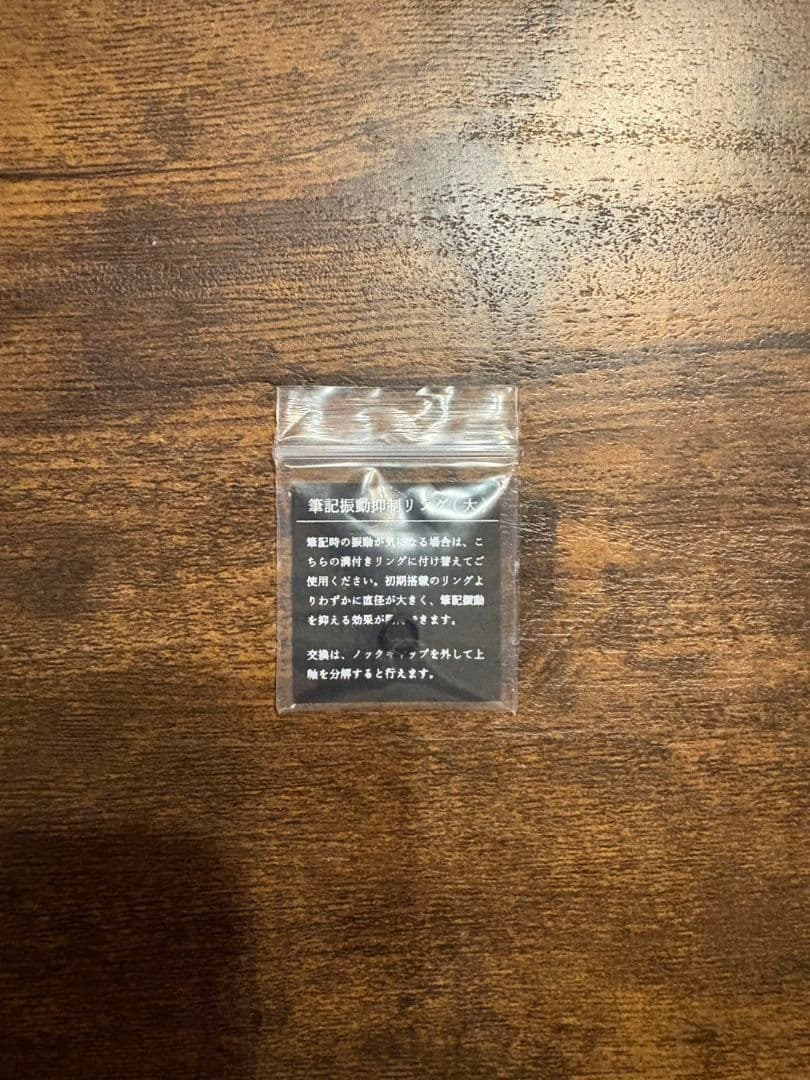 筆記振動抑制リング(大)
筆記時の振動が気になる場合は、こ
ちらの溝付きリングに付け替えてご
使用ください。初期搭載のリングよ
りわずかに直径が大きく、筆記振動
を抑える効果が できます。
交換は、ノックキャップを外して上
軸を分解すると行えます。